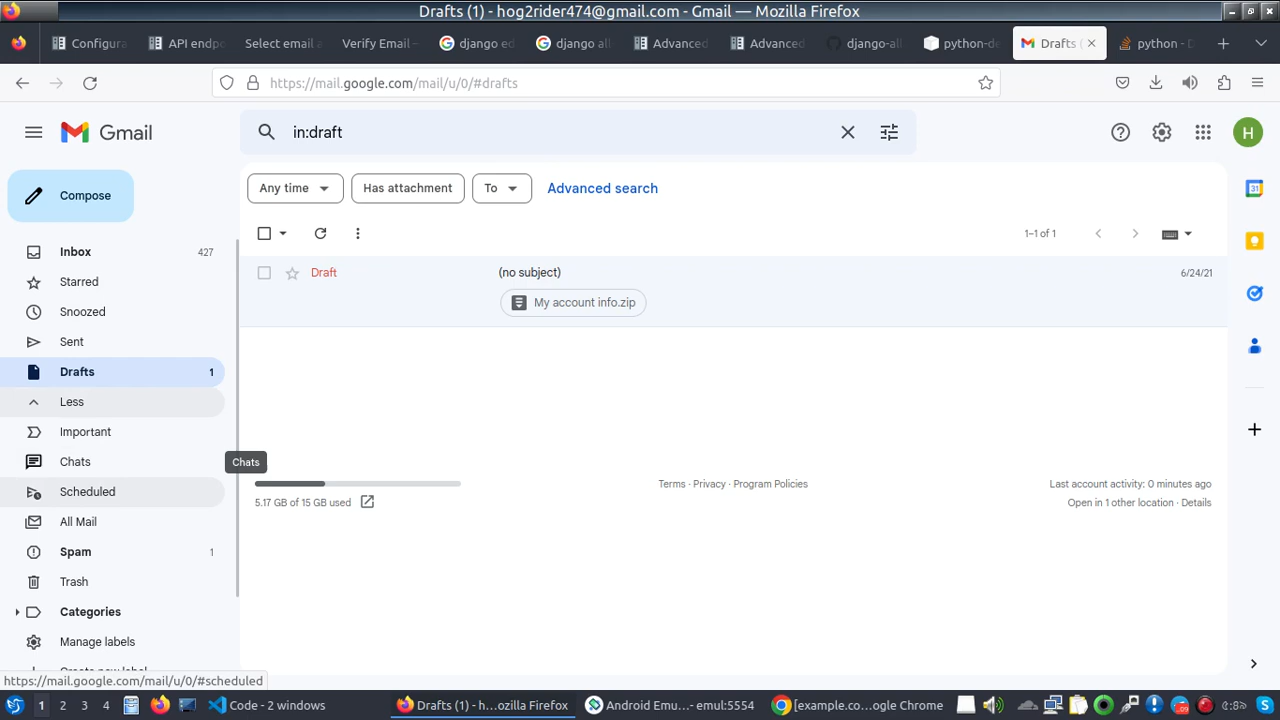 Drafts (1) - hog2rider474@gmail.com - Gmail — Mozilla Firefox
Configura
API endpo
Select email
Verify Email
django ed
django all
Advanced
Advanced
django-all
python-de
Drafts (
python - D
https://mail.google.com/mail/u/0/#drafts
Gmail
in:draft
H
Compose
Any time
Has attachment
To
Advanced search
31
1–1 of 1
Inbox 427
Starred
Snoozed
Sent
Drafts 1
Less
Important
Chats
Scheduled
All Mail
Spam 1
Trash
Categories
Manage labels
Draft (no subject) 6/24/21
My account info.zip
Chats
5.17 GB of 15 GB used
Terms · Privacy · Program Policies
Last account activity: 0 minutes ago
Open in 1 other location · Details
https://mail.google.com/mail/u/0/#scheduled
1 2 3 4
Code - 2 windows
Drafts (1) - h...ozilla Firefox
Android Emu... - emul:5554
[example.co...ogle Chrome